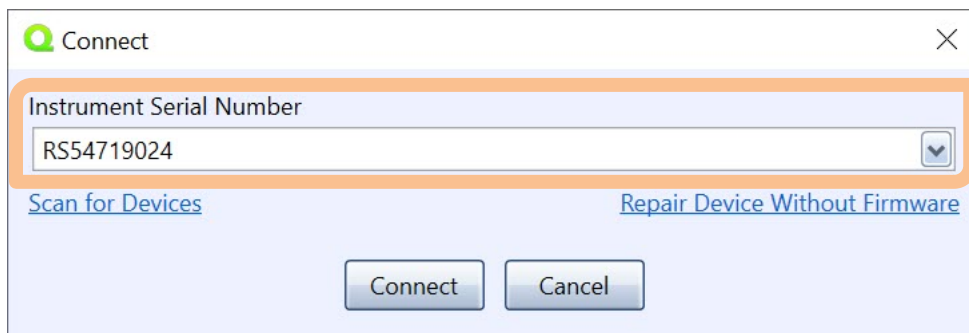 Connect
Instrument Serial Number
RS54719024
Scan for Devices Repair Device Without Firmware
Connect Cancel